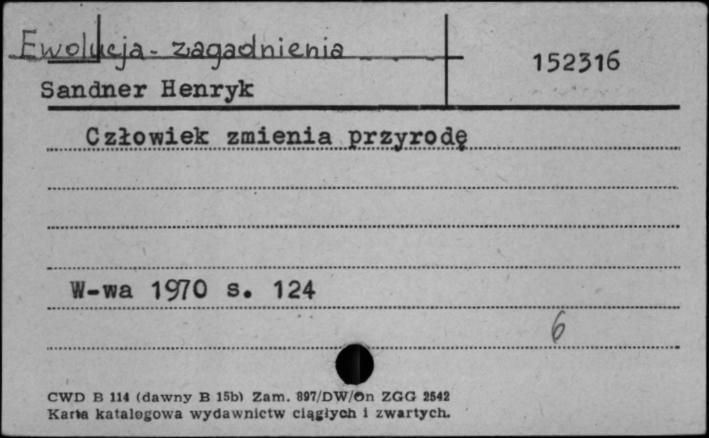 Ewolucja - zagadnienia
152316
Sandner Henryk
Człowiek zmienia przyrodę
W-wa 1970 s. 124
6
CWD B 114 (dawny B 15b) Zam. 897/DW/On ZGG 2542
Karta katalogowa wydawnictw ciągłych i zwartych.